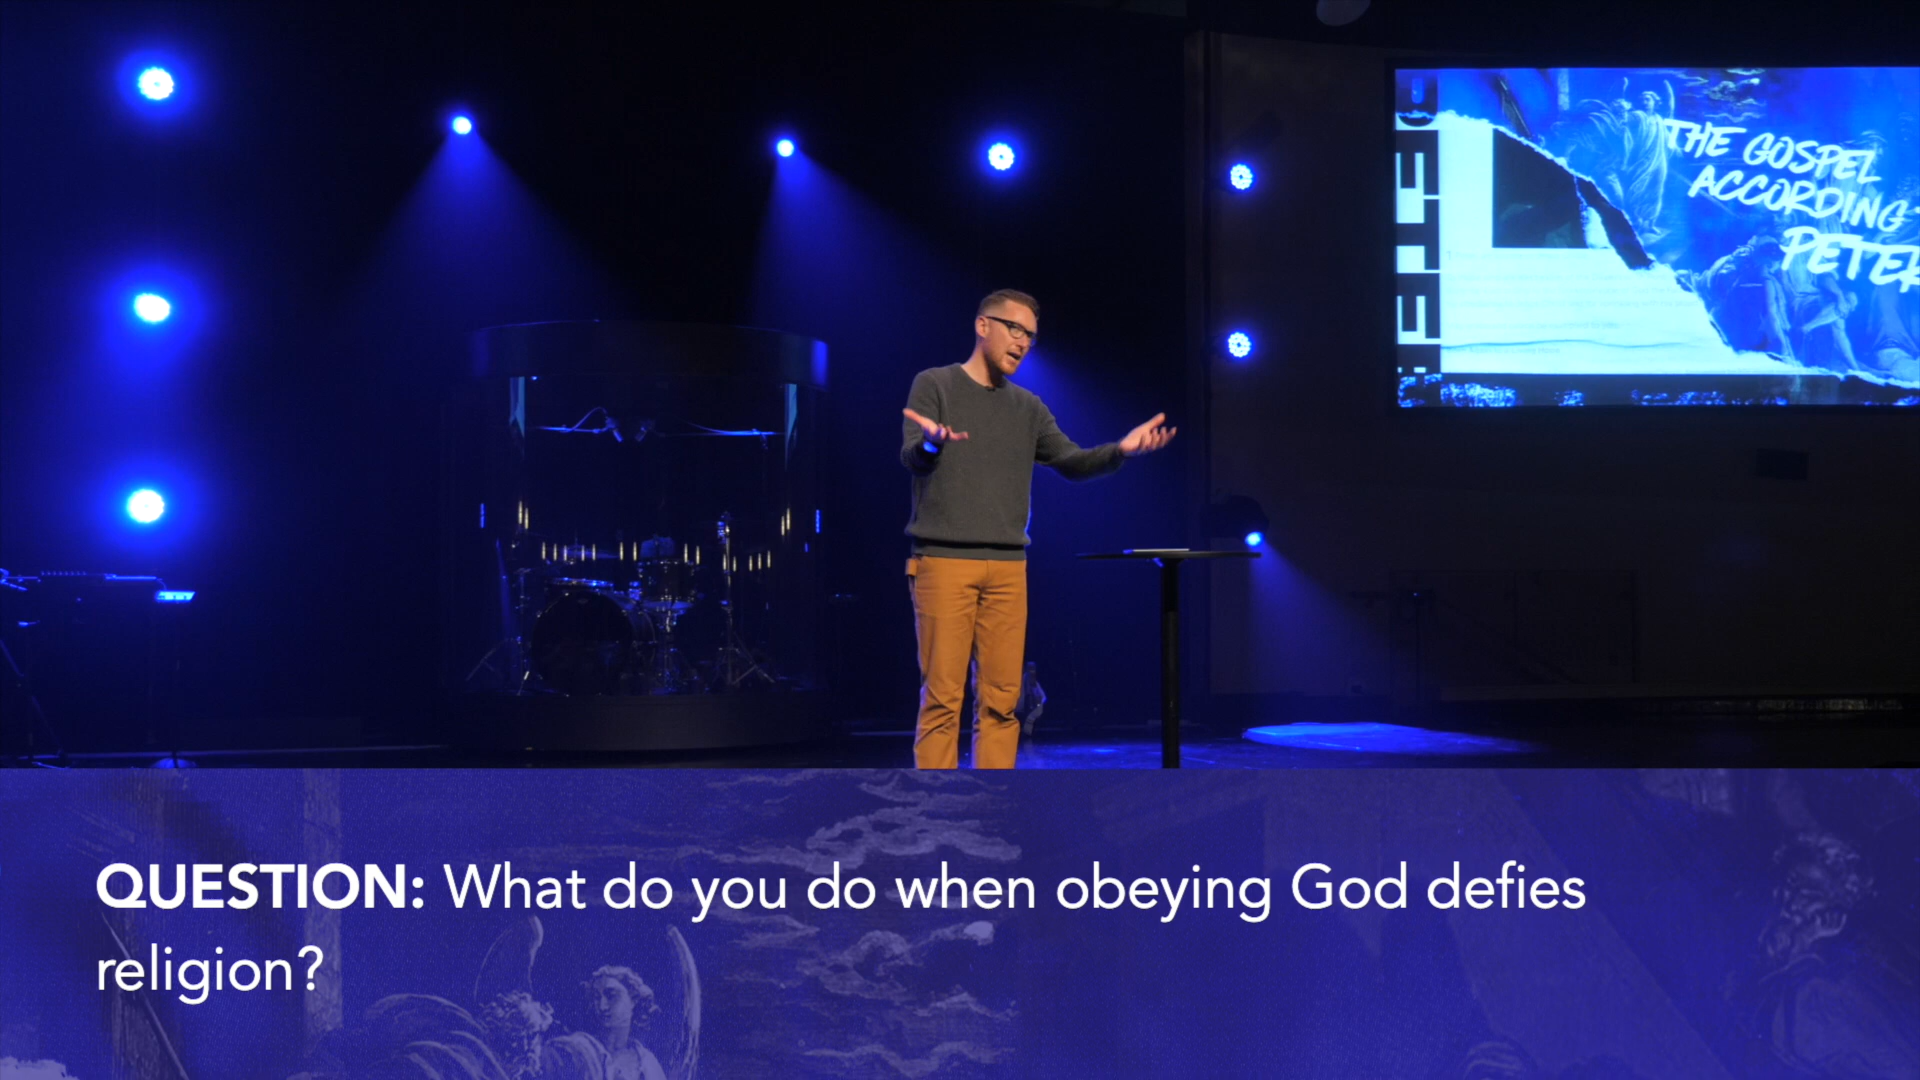 THE GOSPEL
ACCORDING
PETER
QUESTION: What do you do when obeying God defies
religion?